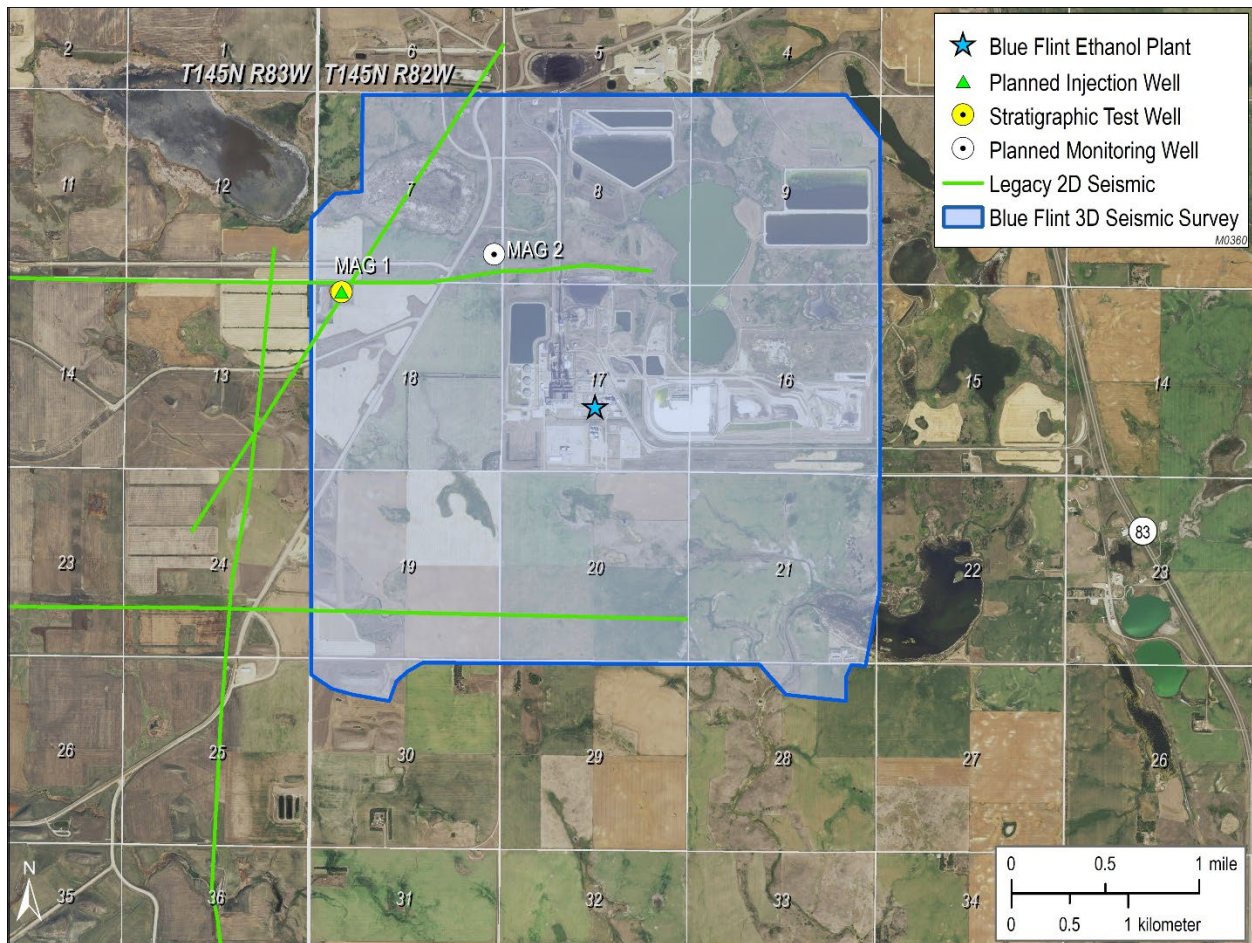 2
1
6
5
4
T145N R83W
T145N R82W
11
12
7
8
9
MAG 2
MAG 1
14
13
18
17
16
15
14
23
24
19
20
21
22
23
83
26
25
30
29
28
27
26
35
36
31
32
33
34
Blue Flint Ethanol Plant
Planned Injection Well
Stratigraphic Test Well
Planned Monitoring Well
Legacy 2D Seismic
Blue Flint 3D Seismic Survey
M0360
N
0 0.5 1 mile
0 0.5 1 kilometer